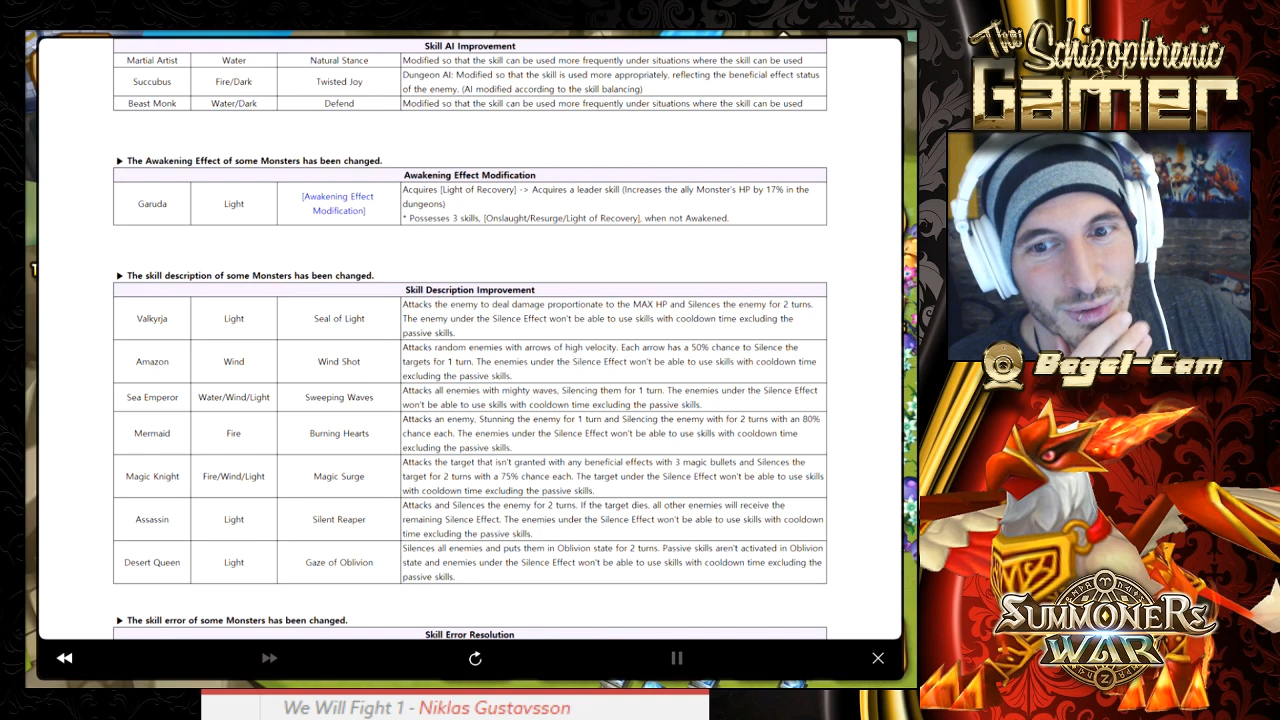 Skill AI Improvement
Martial Artist Water Natural Stance Modified so that the skill can be used more frequently under situations where the skill can be used
Succubus Fire/Dark Twisted Joy Dungeon AI: Modified so that the skill is used more appropriately, reflecting the beneficial effect status
of the enemy. (AI modified according to the skill balancing)
Beast Monk Water/Dark Defend Modified so that the skill can be used more frequently under situations where the skill can be used
▶ The Awakening Effect of some Monsters has been changed.
Awakening Effect Modification
Garuda Light [Awakening Effect
Modification]
Acquires [Light of Recovery] -> Acquires a leader skill (Increases the ally Monster's HP by 17% in the
dungeons)
* Possesses 3 skills, [Onslaught/Resurge/Light of Recovery], when not Awakened.
▶ The skill description of some Monsters has been changed.
Skill Description Improvement
Valkyrja Light Seal of Light
Attacks the enemy to deal damage proportionate to the MAX HP and Silences the enemy for 2 turns.
The enemy under the Silence Effect won't be able to use skills with cooldown time excluding the
passive skills.
Amazon Wind Wind Shot
Attacks random enemies with arrows of high velocity. Each arrow has a 50% chance to Silence the
targets for 1 turn. The enemies under the Silence Effect won't be able to use skills with cooldown time
excluding the passive skills.
Sea Emperor Water/Wind/Light Sweeping Waves
Attacks all enemies with mighty waves, Silencing them for 1 turn. The enemies under the Silence Effect
won't be able to use skills with cooldown time excluding the passive skills.
Mermaid Fire Burning Hearts
Attacks an enemy, Stunning the enemy for 1 turn and Silencing the enemy with for 2 turns with an 80%
chance each. The enemies under the Silence Effect won't be able to use skills with cooldown time
excluding the passive skills.
Magic Knight Fire/Wind/Light Magic Surge
Attacks the target that isn't granted with any beneficial effects with 3 magic bullets and Silences the
target for 2 turns with a 75% chance each. The target under the Silence Effect won't be able to use skills
with cooldown time excluding the passive skills.
Assassin Light Silent Reaper
Attacks and Silences the enemy for 2 turns. If the target dies, all other enemies will receive the
remaining Silence Effect. The enemies under the Silence Effect won't be able to use skills with cooldown
time excluding the passive skills.
Desert Queen Light Gaze of Oblivion
Silences all enemies and puts them in Oblivion state for 2 turns. Passive skills aren't activated in Oblivion
state and enemies under the Silence Effect won't be able to use skills with cooldown time excluding the
passive skills.
▶ The skill error of some Monsters has been changed.
Skill Error Resolution
We Will Fight 1 - Niklas Gustavsson
The Schizophrenic
Gamer
Bagel-Cam
SUMMONERS
WAR